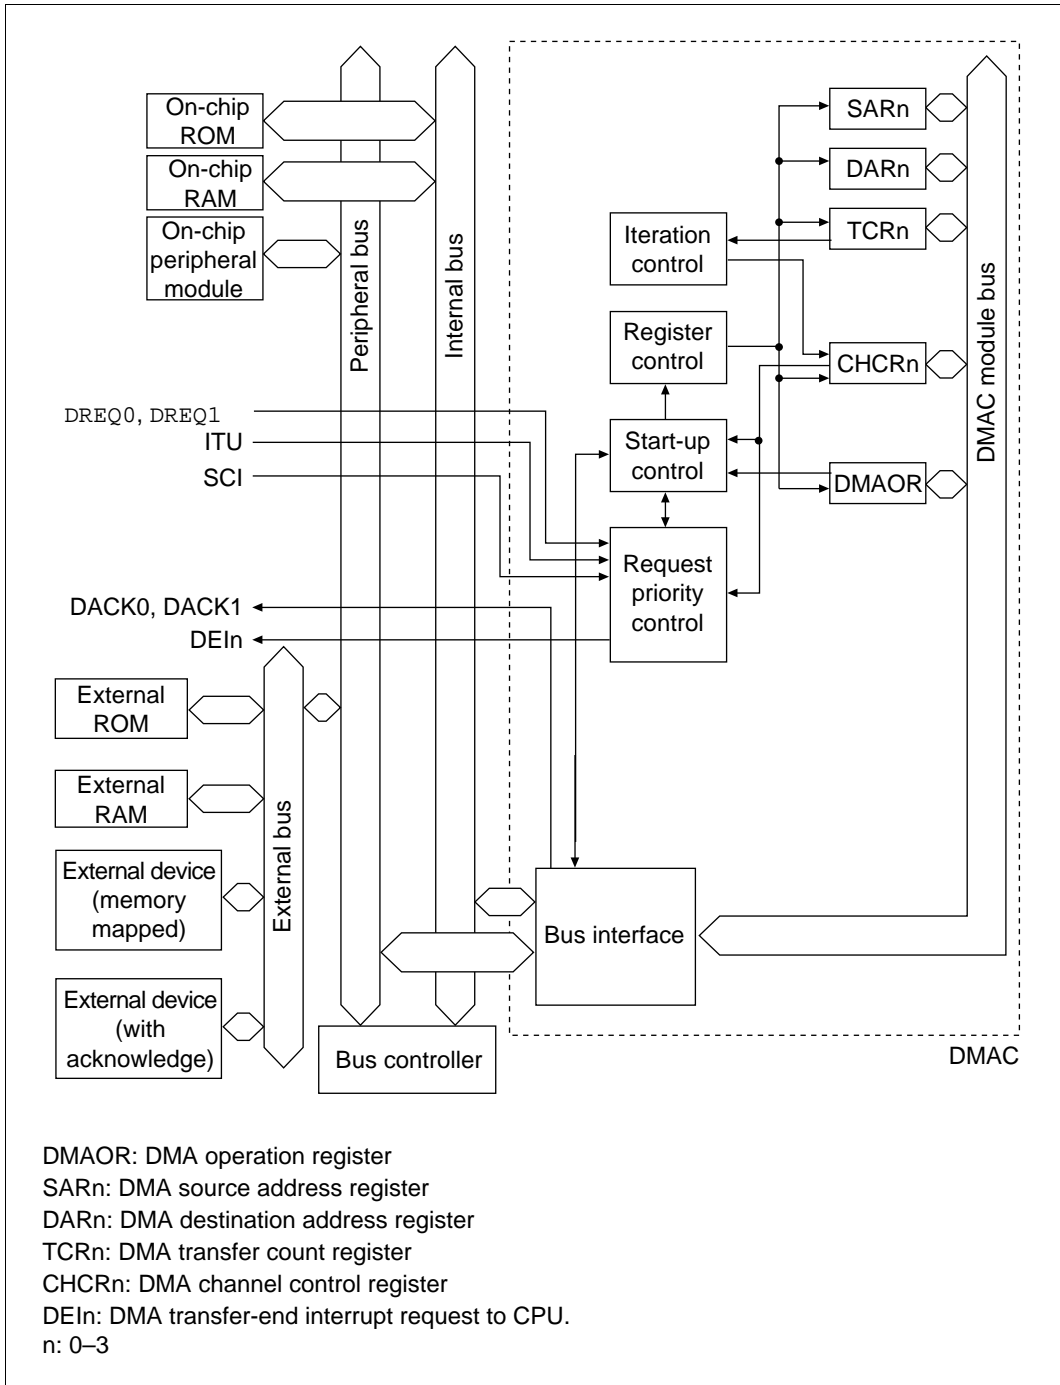 On-chip
ROM
On-chip
RAM
On-chip
peripheral
module
Peripheral bus
Internal bus
SARn
DARn
TCRn
Iteration
control
Register
control
CHCRn
DMAC module bus
DREQ0, DREQ1
ITU
SCI
Start-up
control
DMAOR
Request
priority
control
DACK0, DACK1
DEIn
External
ROM
External
RAM
External device
(memory
mapped)
External device
(with
acknowledge)
External bus
Bus interface
Bus controller
DMAC
DMAOR: DMA operation register
SARn: DMA source address register
DARn: DMA destination address register
TCRn: DMA transfer count register
CHCRn: DMA channel control register
DEIn: DMA transfer-end interrupt request to CPU.
n: 0–3